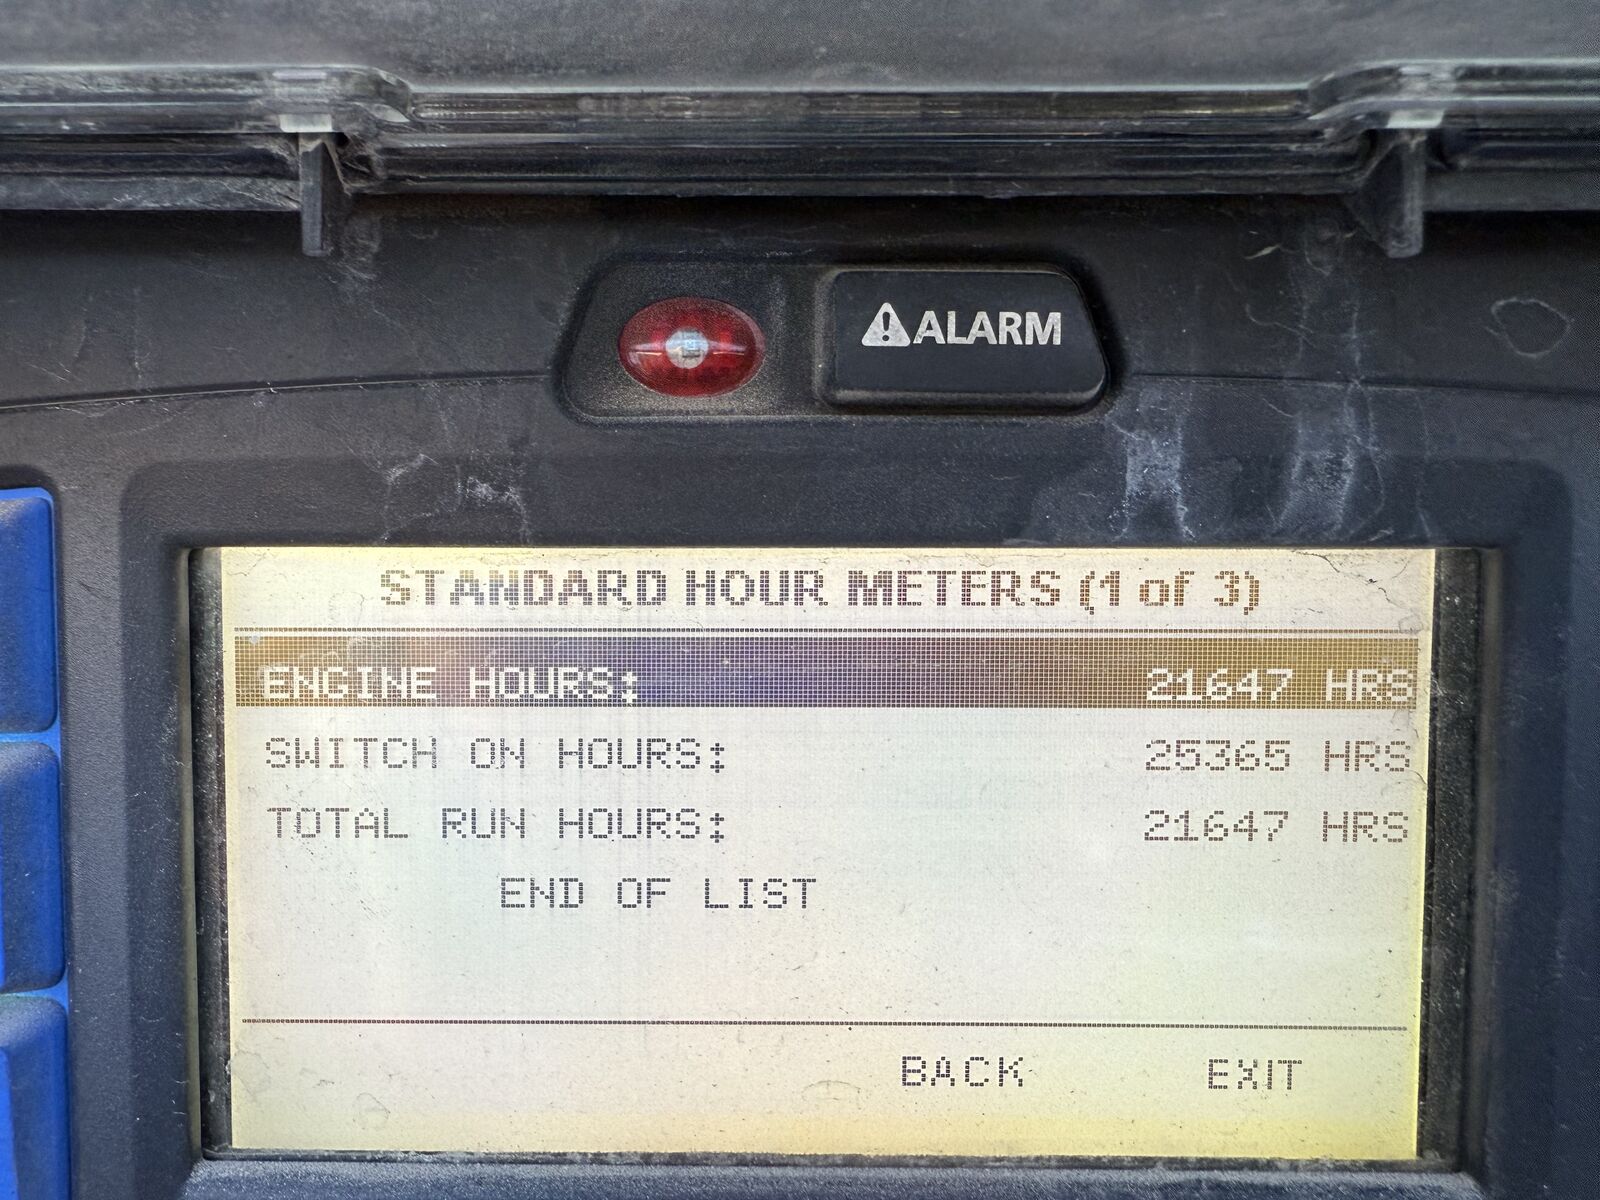 ALARM
STANDARD HOUR METERS (1 of 3)
ENGINE HOURS: 21647 HRS
SWITCH ON HOURS: 25365 HRS
TOTAL RUN HOURS: 21647 HRS
END OF LIST
BACK EXIT